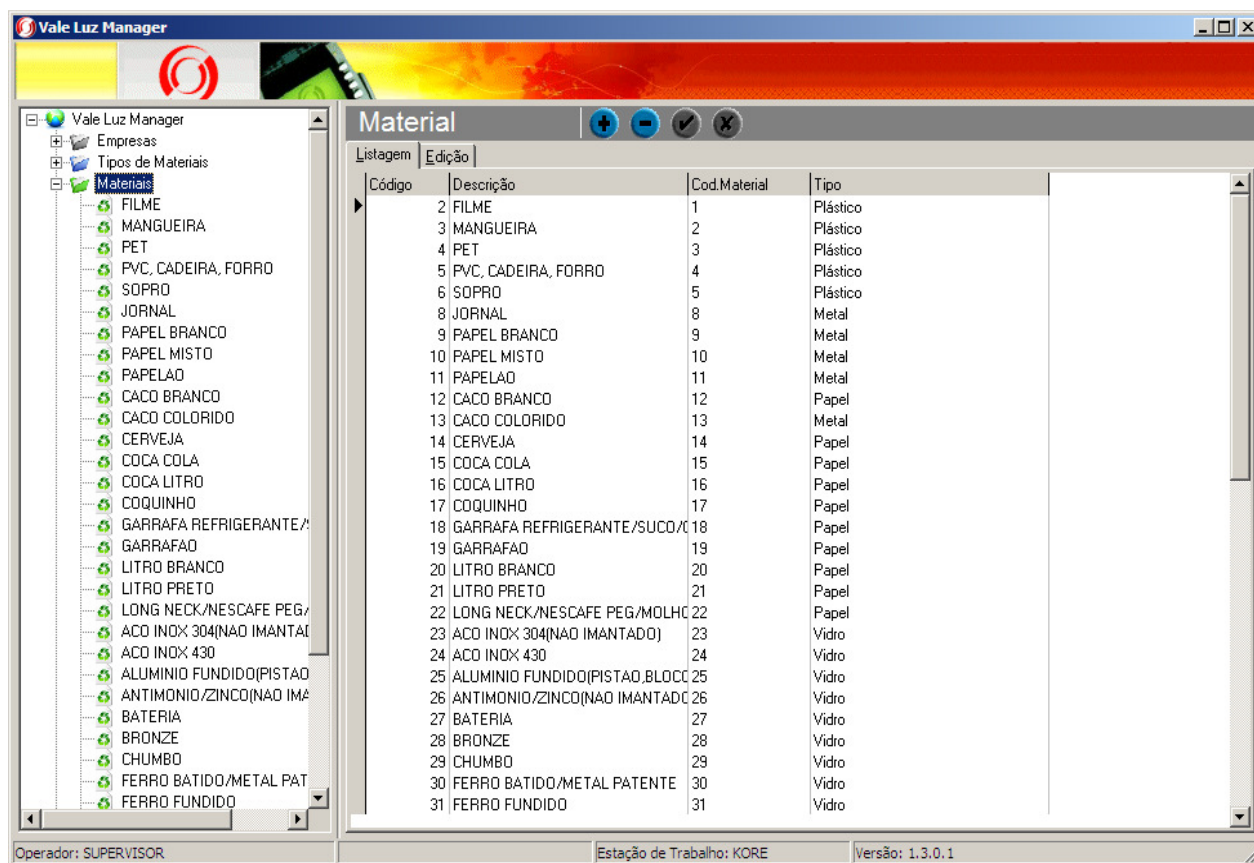 Vale Luz Manager
Vale Luz Manager
Empresas
Tipos de Materiais
Materiais
FILME
MANGUEIRA
PET
PVC, CADEIRA, FORRO
SOPRO
JORNAL
PAPEL BRANCO
PAPEL MISTO
PAPELAO
CACO BRANCO
CACO COLORIDO
CERVEJA
COCA COLA
COCA LITRO
COQUINHO
GARRAFA REFRIGERANTE/
GARRAFAO
LITRO BRANCO
LITRO PRETO
LONG NECK/NESCAFE PEG/
ACO INOX 304(NAO IMANTA
ACO INOX 430
ALUMINIO FUNDIDO(PISTAO
ANTIMONIO/ZINCO(NAO IMA
BATERIA
BRONZE
CHUMBO
FERRO BATIDO/METAL PAT
FERRO FUNDIDO
Material
Listagem Edição
Código Descrição Cod.Material Tipo
2 FILME 1 Plástico
3 MANGUEIRA 2 Plástico
4 PET 3 Plástico
5 PVC, CADEIRA, FORRO 4 Plástico
6 SOPRO 5 Plástico
8 JORNAL 8 Metal
9 PAPEL BRANCO 9 Metal
10 PAPEL MISTO 10 Metal
11 PAPELAO 11 Metal
12 CACO BRANCO 12 Papel
13 CACO COLORIDO 13 Metal
14 CERVEJA 14 Papel
15 COCA COLA 15 Papel
16 COCA LITRO 16 Papel
17 COQUINHO 17 Papel
18 GARRAFA REFRIGERANTE/SUCO/ 18 Papel
19 GARRAFAO 19 Papel
20 LITRO BRANCO 20 Papel
21 LITRO PRETO 21 Papel
22 LONG NECK/NESCAFE PEG/MOLHO 22 Papel
23 ACO INOX 304(NAO IMANTADO) 23 Vidro
24 ACO INOX 430 24 Vidro
25 ALUMINIO FUNDIDO(PISTAO,BLOCO 25 Vidro
26 ANTIMONIO/ZINCO(NAO IMANTADO 26 Vidro
27 BATERIA 27 Vidro
28 BRONZE 28 Vidro
29 CHUMBO 29 Vidro
30 FERRO BATIDO/METAL PATENTE 30 Vidro
31 FERRO FUNDIDO 31 Vidro
Operador: SUPERVISOR Estação de Trabalho: KORE Versão: 1.3.0.1